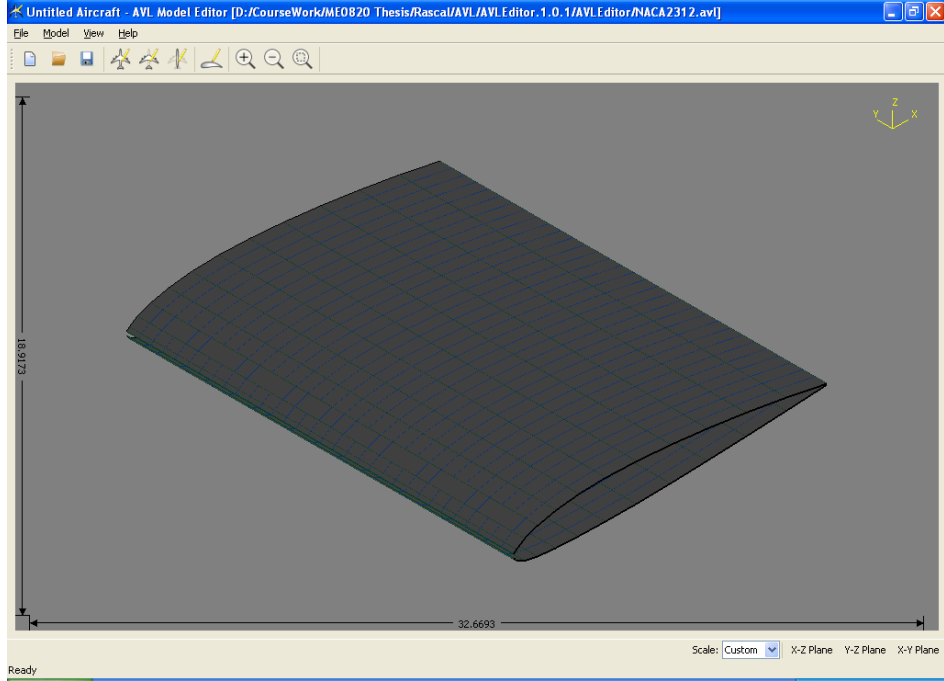 Untitled Aircraft - AVL Model Editor [D:/CourseWork/ME0820 Thesis/Rascal/AVL/AVLEditor.1.0.1/AVLEditor/NACA2312.avl]
File Model View Help
Z
Y X
18.9173
32.6693
Scale: Custom X-Z Plane Y-Z Plane X-Y Plane
Ready